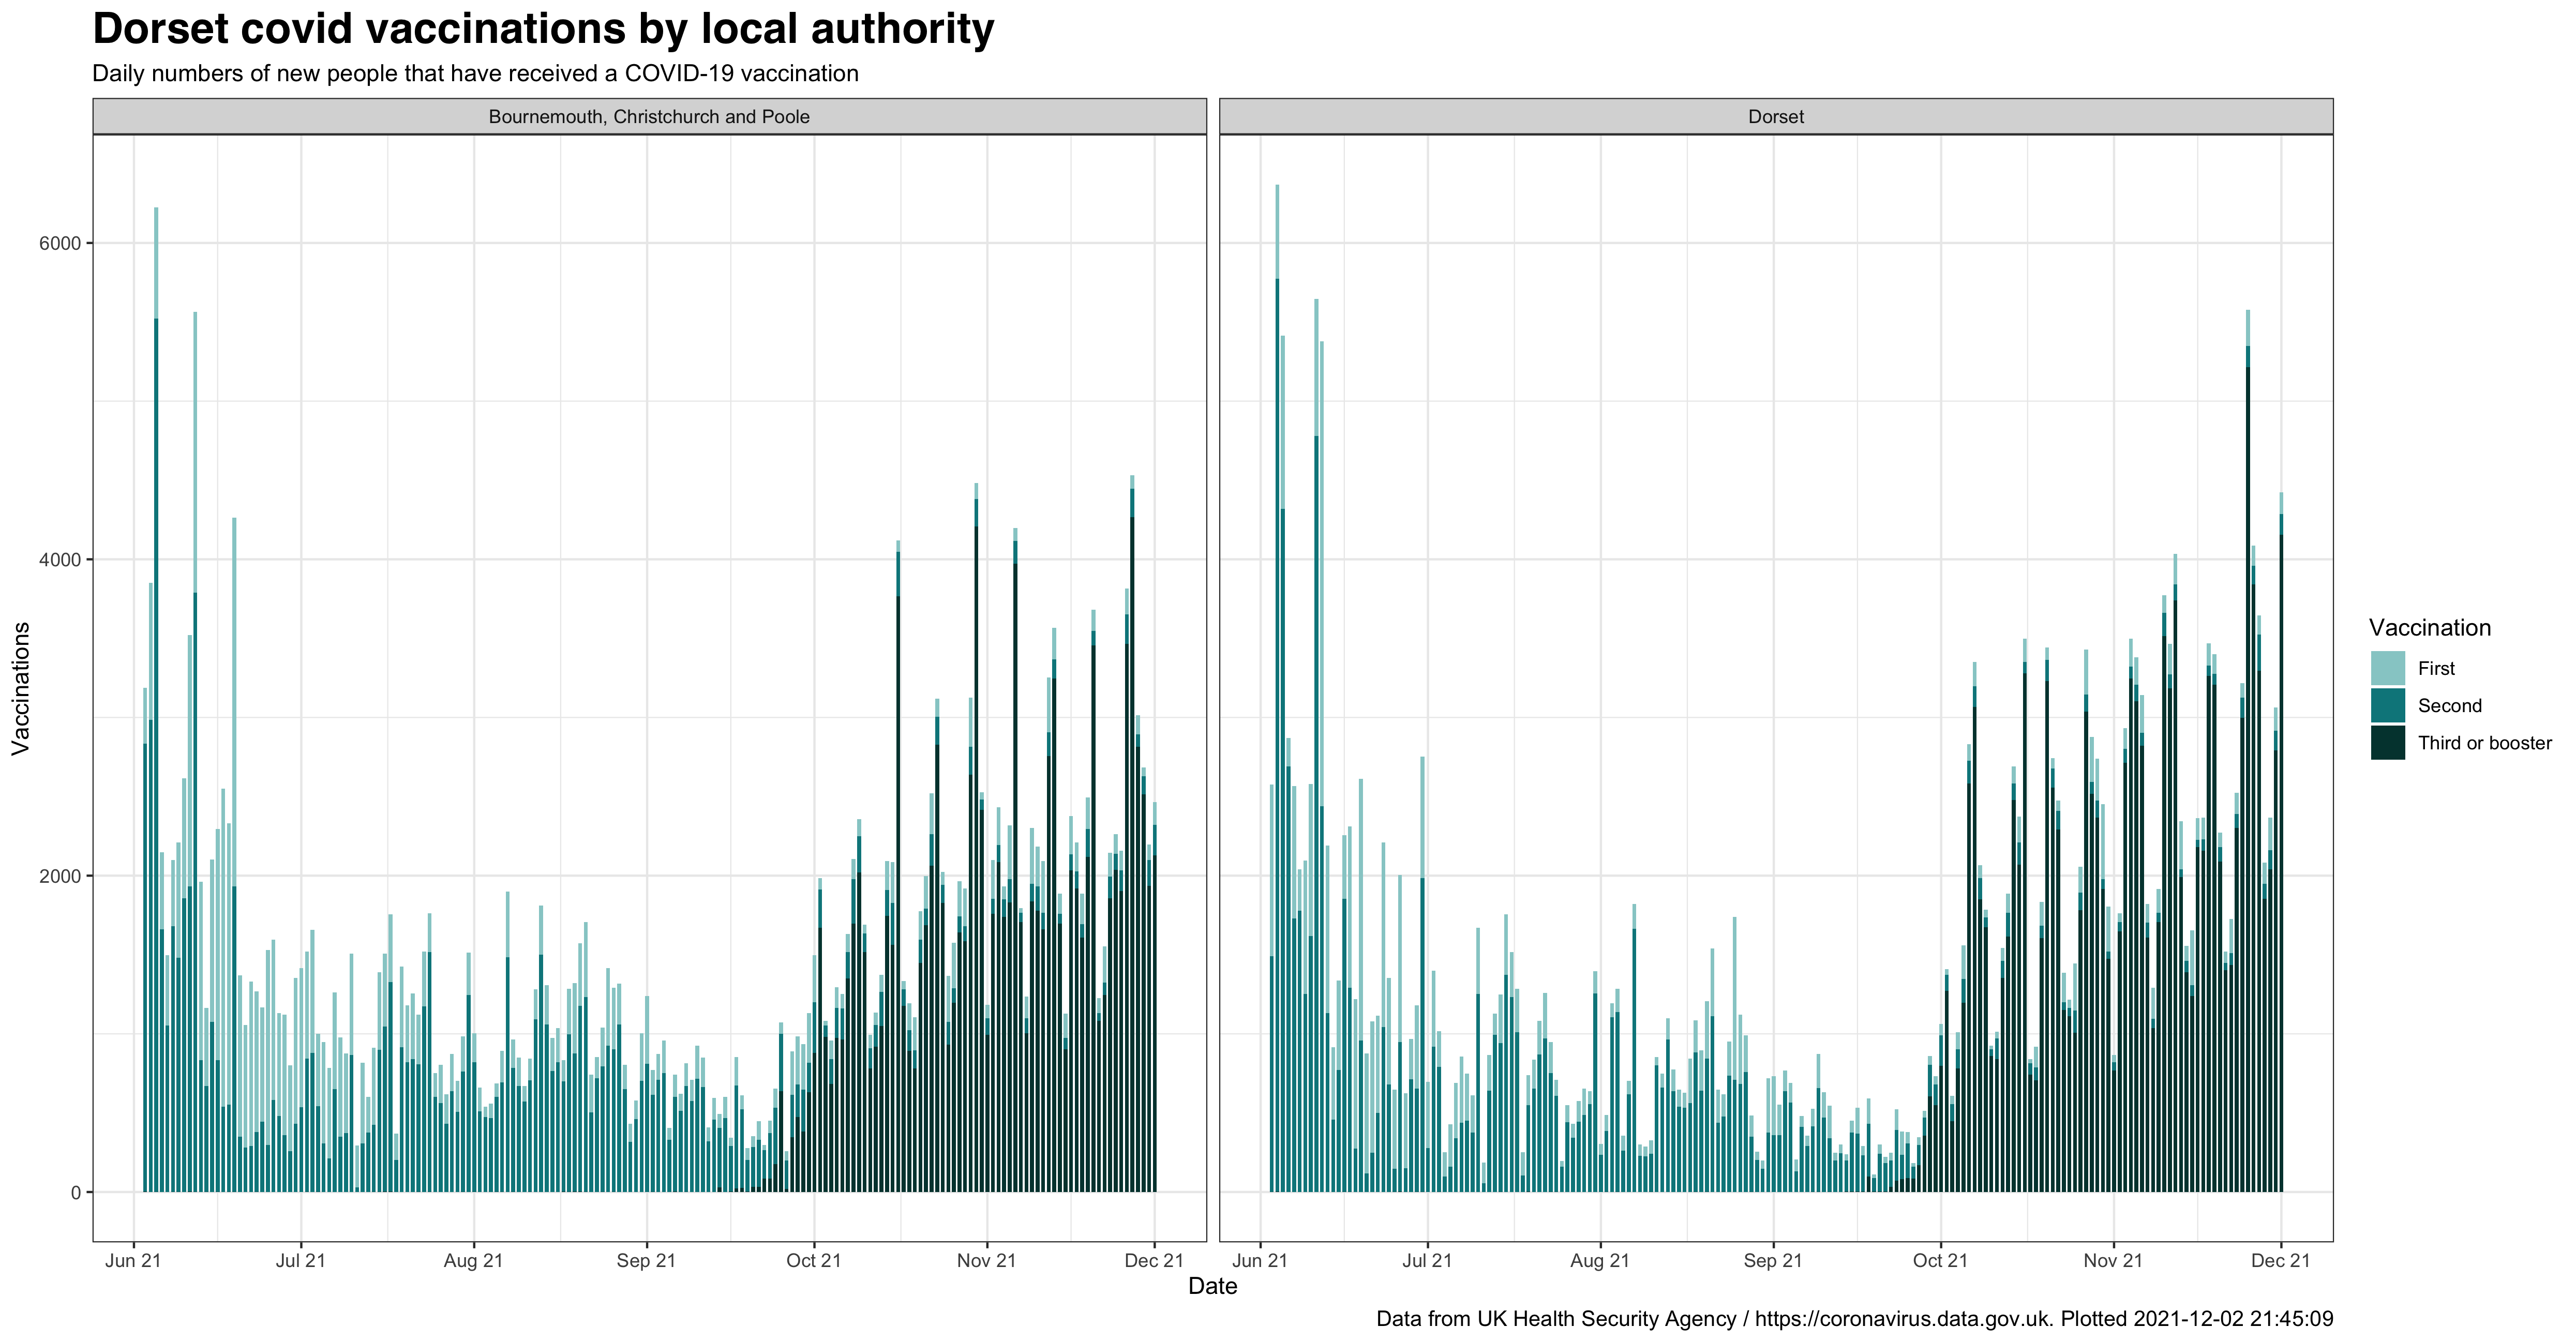 Dorset covid vaccinations by local authority
Daily numbers of new people that have received a COVID-19 vaccination
Bournemouth, Christchurch and Poole
Dorset
Vaccinations
6000
4000
2000
0
Jun 21 Jul 21 Aug 21 Sep 21 Oct 21 Nov 21 Dec 21
Jun 21 Jul 21 Aug 21 Sep 21 Oct 21 Nov 21 Dec 21
Date
Vaccination
First
Second
Third or booster
Data from UK Health Security Agency / https://coronavirus.data.gov.uk. Plotted 2021-12-02 21:45:09